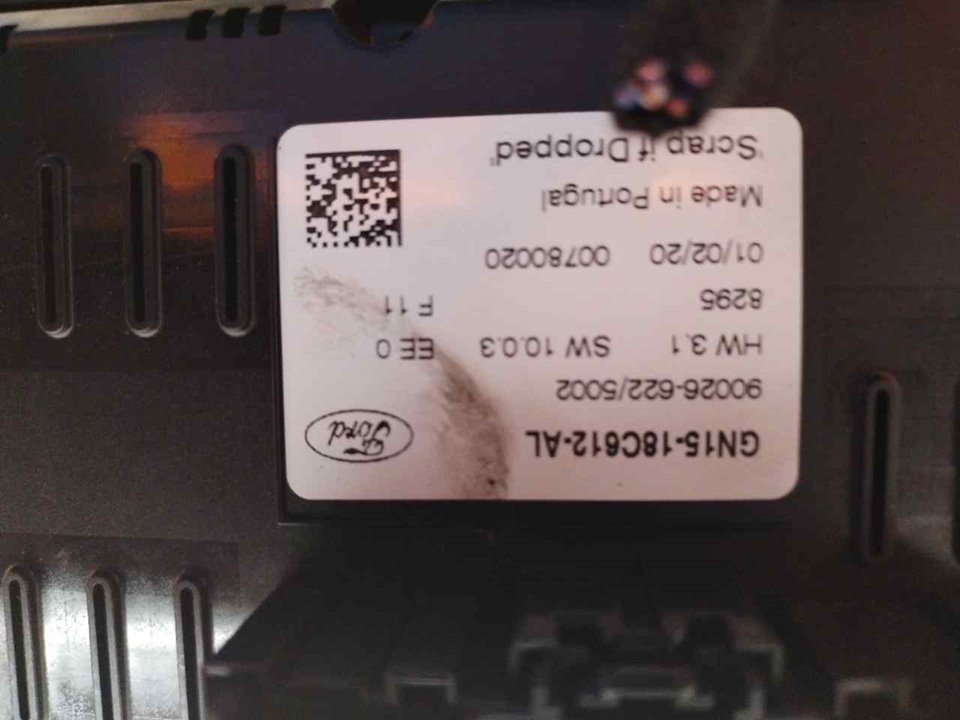 GN15-18C612-AL
Ford
90026-622/5002
HW 3.1 SW 10.0.3 EE 0
8295 F 11
01/02/20 00780020
Made in Portugal
'Scrap if Dropped'